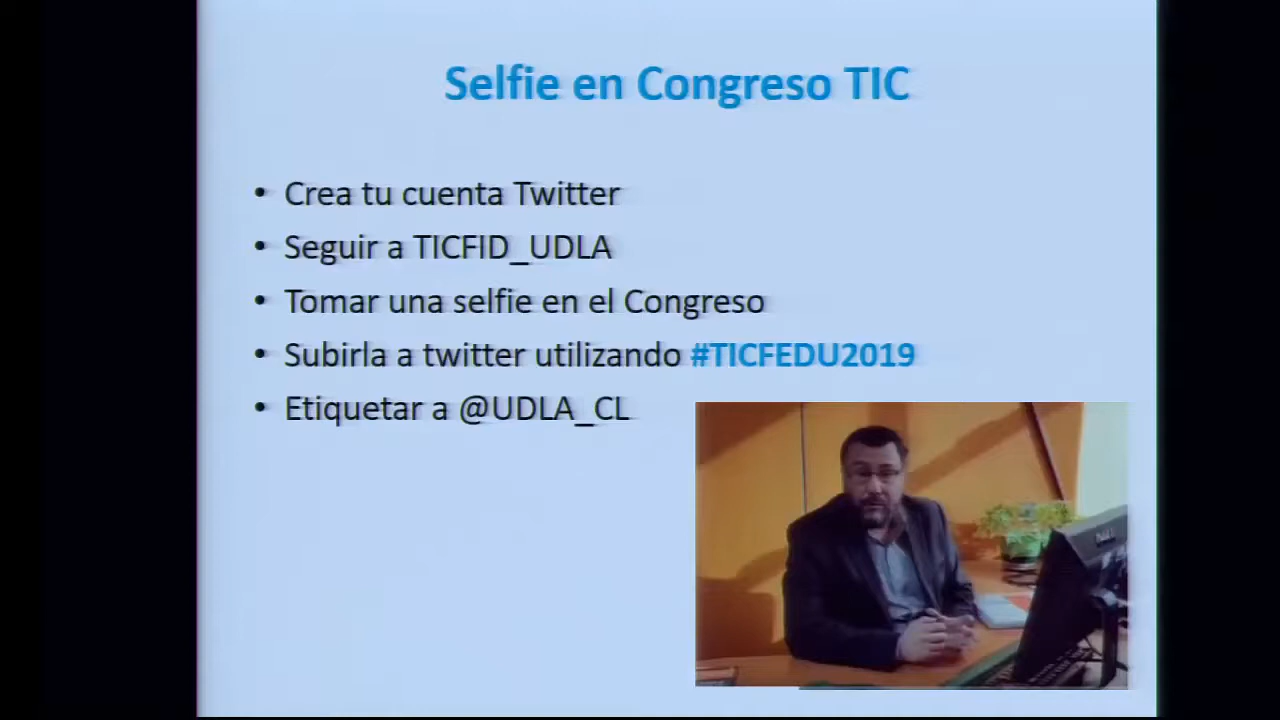 Selfie en Congreso TIC
• Crea tu cuenta Twitter
• Seguir a TICFID_UDLA
• Tomar una selfie en el Congreso
• Subirla a twitter utilizando #TICFEDU2019
• Etiquetar a @UDLA_CL